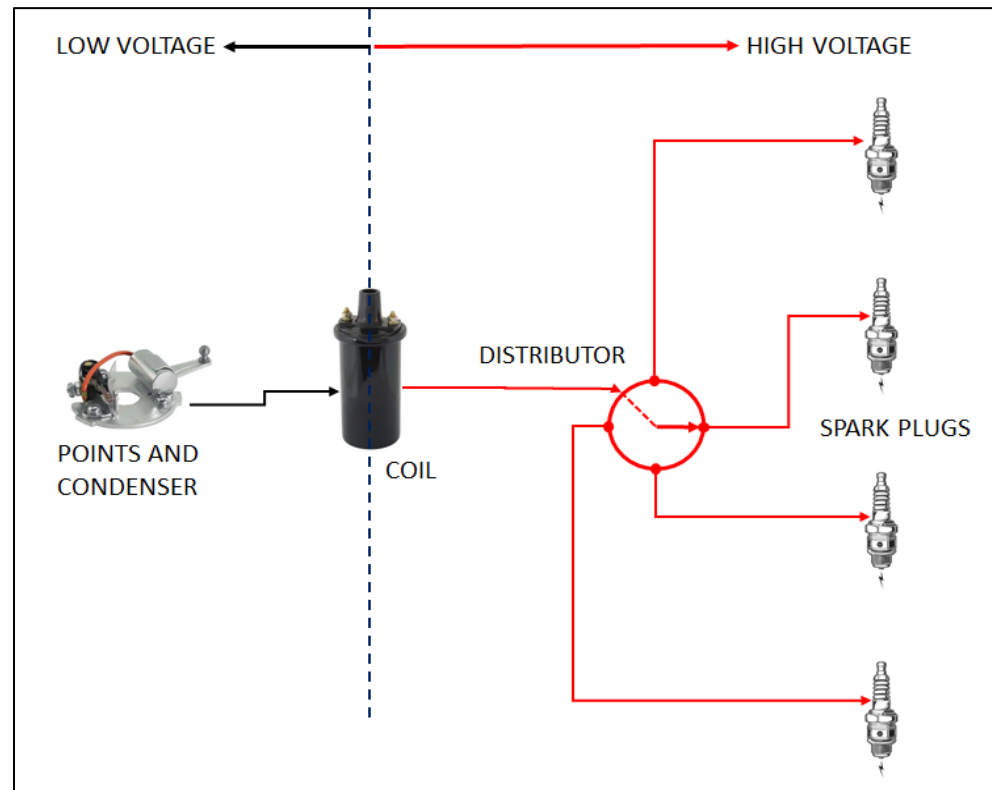 LOW VOLTAGE
HIGH VOLTAGE
DISTRIBUTOR
SPARK PLUGS
POINTS AND
CONDENSER
COIL